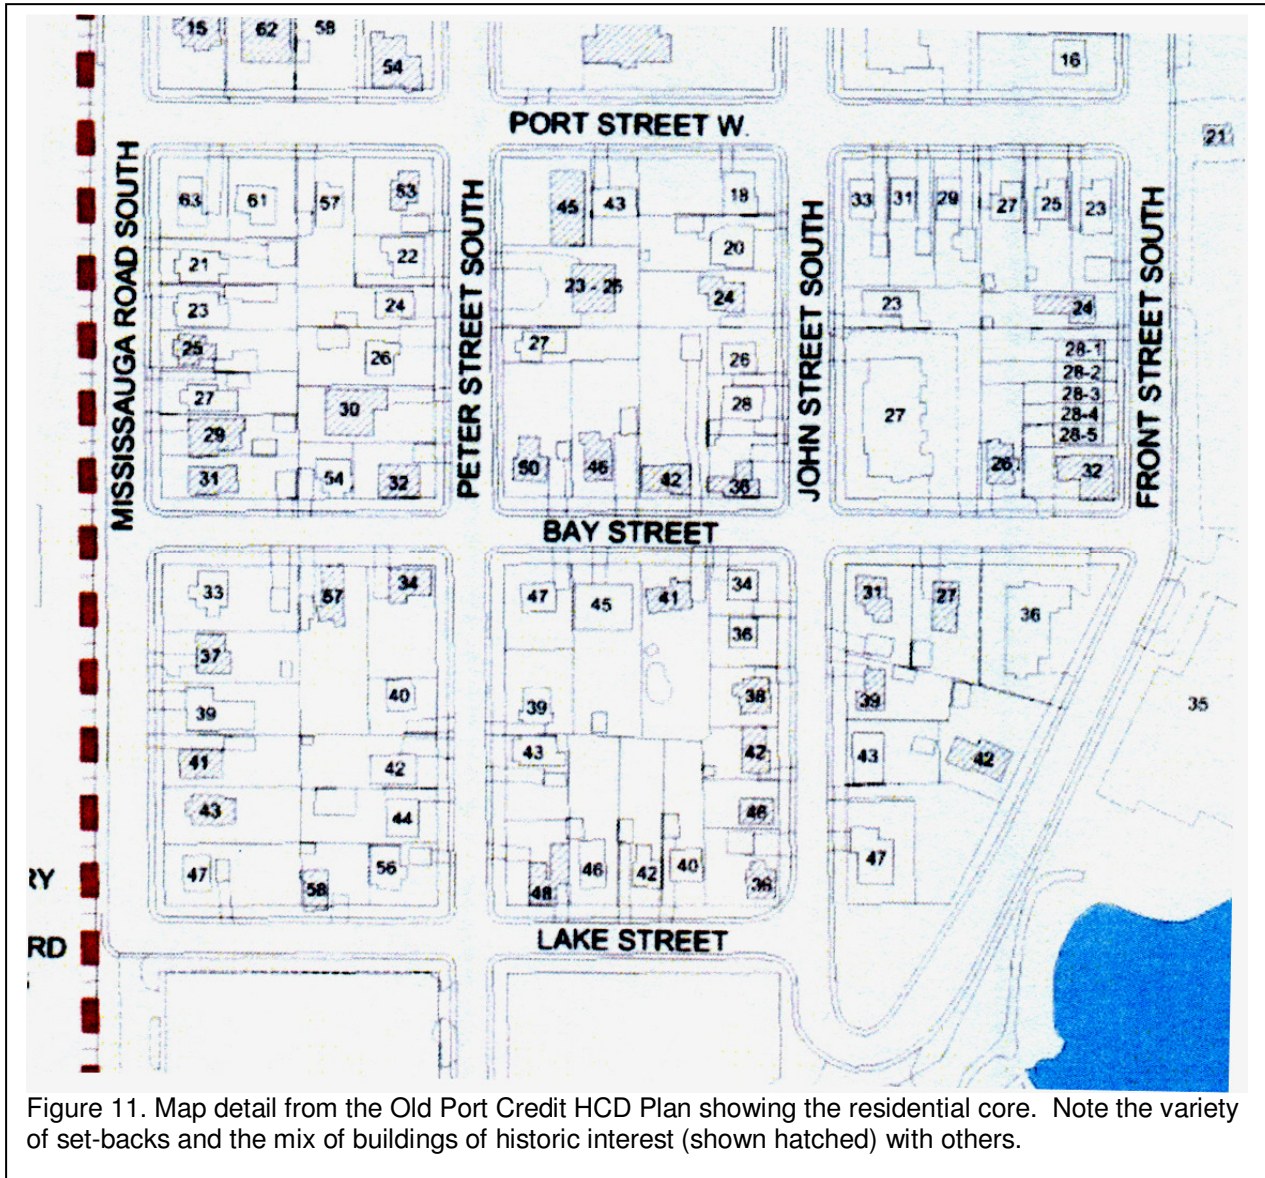 15 62 58 54 16
PORT STREET W.
21
MISSISSAUGA ROAD SOUTH
63 61 57 53
21 22
23 24
25 26
27 30
29
31 54 32
PETER STREET SOUTH
45 43 18
20
23 - 25 24
27 26
28
50 46 42 36
JOHN STREET SOUTH
33 31 29 27 25 23
23 24
28-1
28-2
28-3
27 28-4
28-5
26 32
FRONT STREET SOUTH
BAY STREET
33 57 34
37
39 40
41 42
43 44
47 58 56
47 45 41 34
36
39 38
43 42
46
48 46 42 40 36
31 27 36
39
43 42
47
35
RY
RD
LAKE STREET
Figure 11. Map detail from the Old Port Credit HCD Plan showing the residential core. Note the variety
of set-backs and the mix of buildings of historic interest (shown hatched) with others.